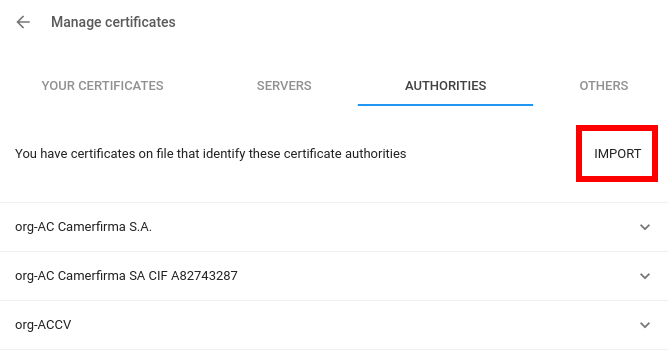 Manage certificates
YOUR CERTIFICATES SERVERS AUTHORITIES OTHERS
You have certificates on file that identify these certificate authorities IMPORT
org-AC Camerfirma S.A.
org-AC Camerfirma SA CIF A82743287
org-ACCV